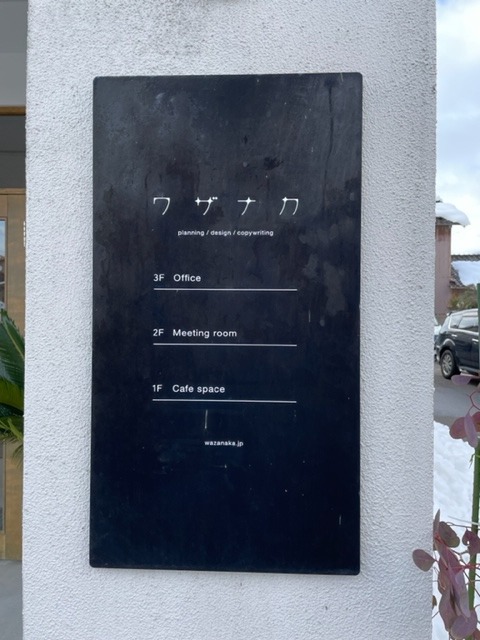 ワザナカ
planning / design / copywriting
3F Office
2F Meeting room
1F Cafe space
wazanaka.jp